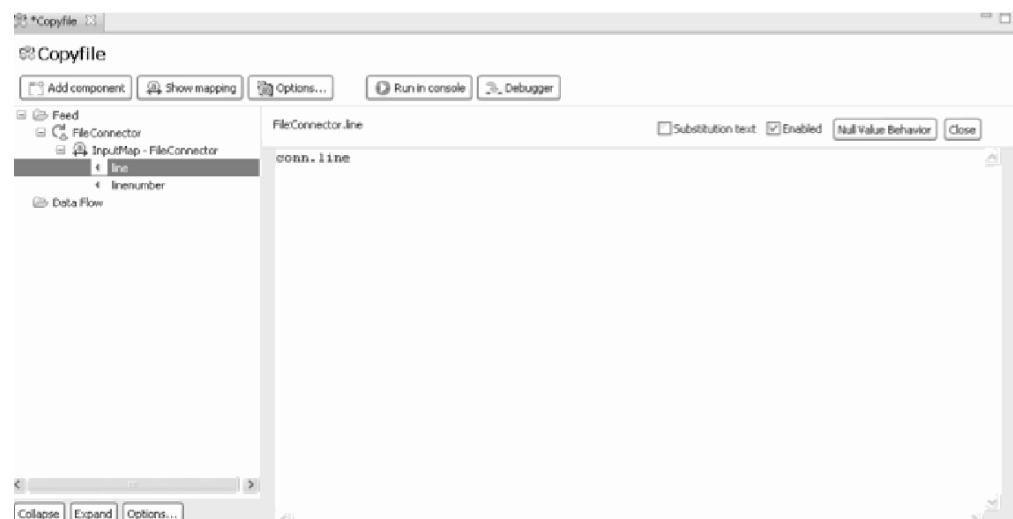 *Copyfile
Copyfile
Add component Show mapping Options... Run in console Debugger
Feed
FileConnector
InputMap - FileConnector
line
linenumber
Data Flow
FileConnector.line
Substitution text Enabled Null Value Behavior Close
conn.line
Collapse Expand Options...